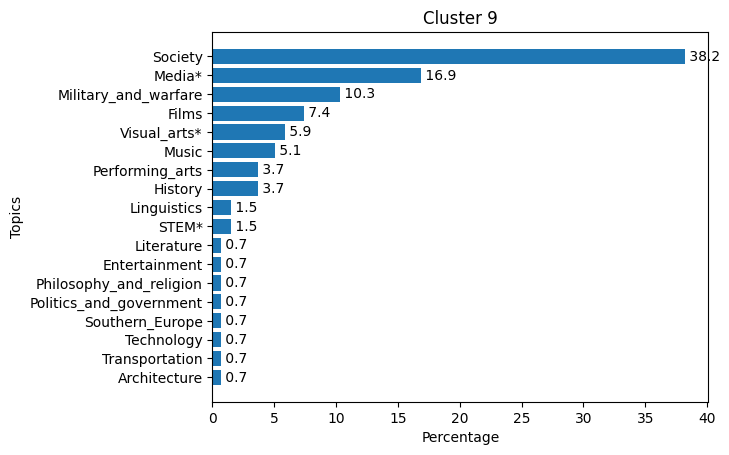 Cluster 9
Topics
Society 38.2
Media* 16.9
Military_and_warfare 10.3
Films 7.4
Visual_arts* 5.9
Music 5.1
Performing_arts 3.7
History 3.7
Linguistics 1.5
STEM* 1.5
Literature 0.7
Entertainment 0.7
Philosophy_and_religion 0.7
Politics_and_government 0.7
Southern_Europe 0.7
Technology 0.7
Transportation 0.7
Architecture 0.7
0 5 10 15 20 25 30 35 40
Percentage